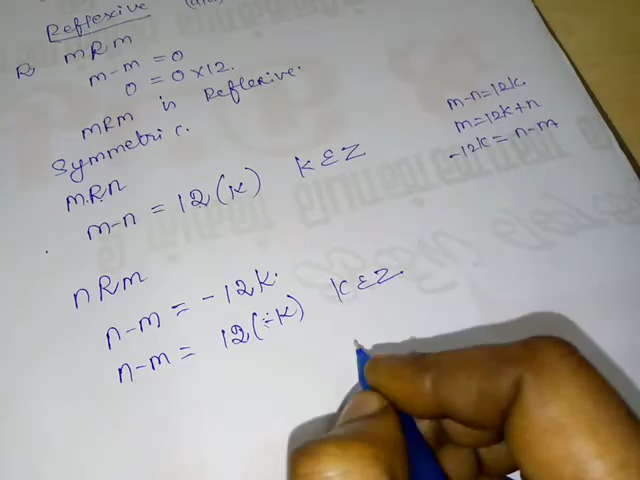 Reflexive
R mRm
m-m = 0
0 = 0 × 12.
mRm is Reflexive.
Symmetric.
mRn
m-n = 12(k) k ε Z
nRm
n-m = -12k.
n-m = 12(-k) k ε Z.
m-n = 12k.
m = 12k + n
-12k = n-m